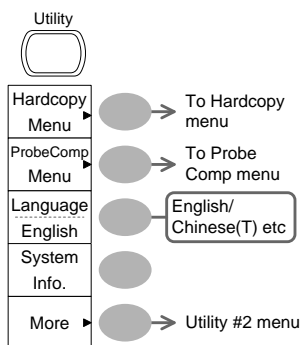 Utility
Hardcopy
Menu
To Hardcopy
menu
ProbeComp
Menu
To Probe
Comp menu
Language
English
English/
Chinese(T) etc
System
Info.
More
Utility #2 menu